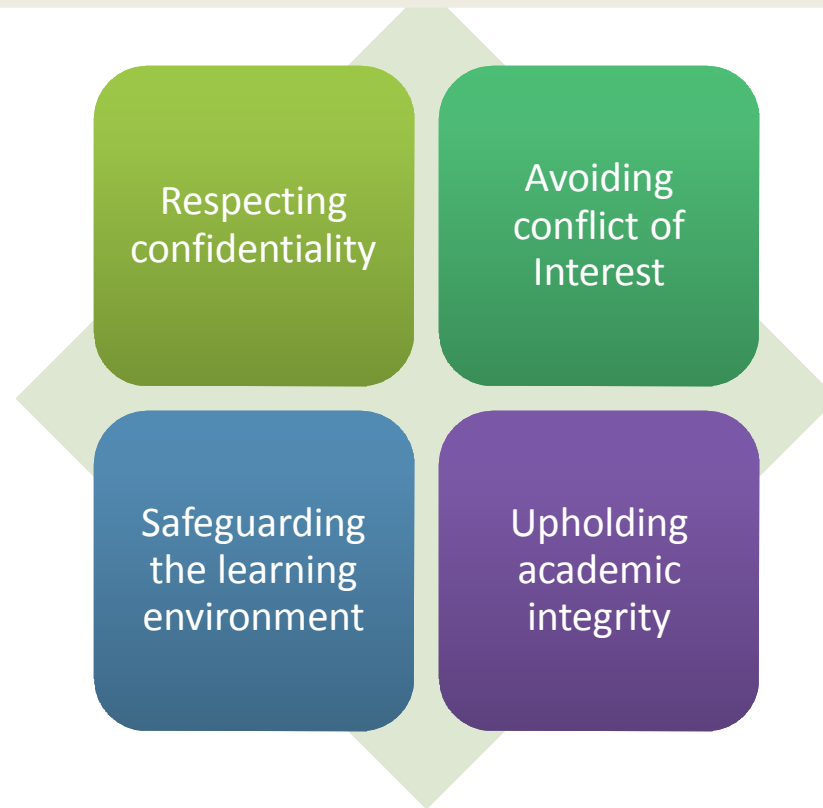 Respecting
confidentiality
Avoiding
conflict of
Interest
Safeguarding
the learning
environment
Upholding
academic
integrity